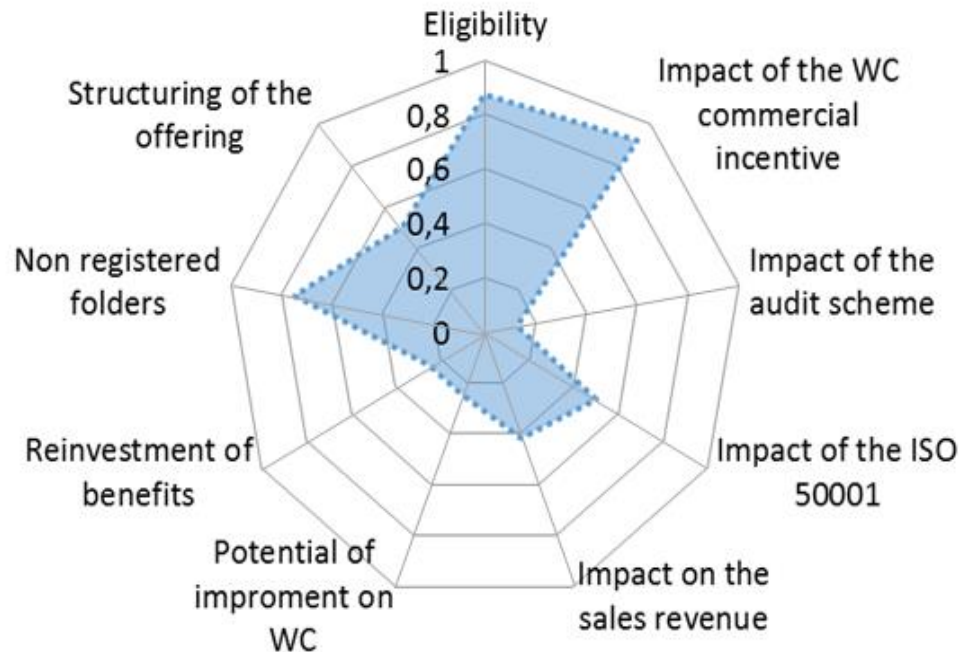 Eligibility
1
0,8
0,6
0,4
0,2
0
Impact of the WC
commercial
incentive
Impact of the
audit scheme
Impact of the ISO
50001
Impact on the
sales revenue
Potential of
improment on
WC
Reinvestment of
benefits
Non registered
folders
Structuring of the
offering